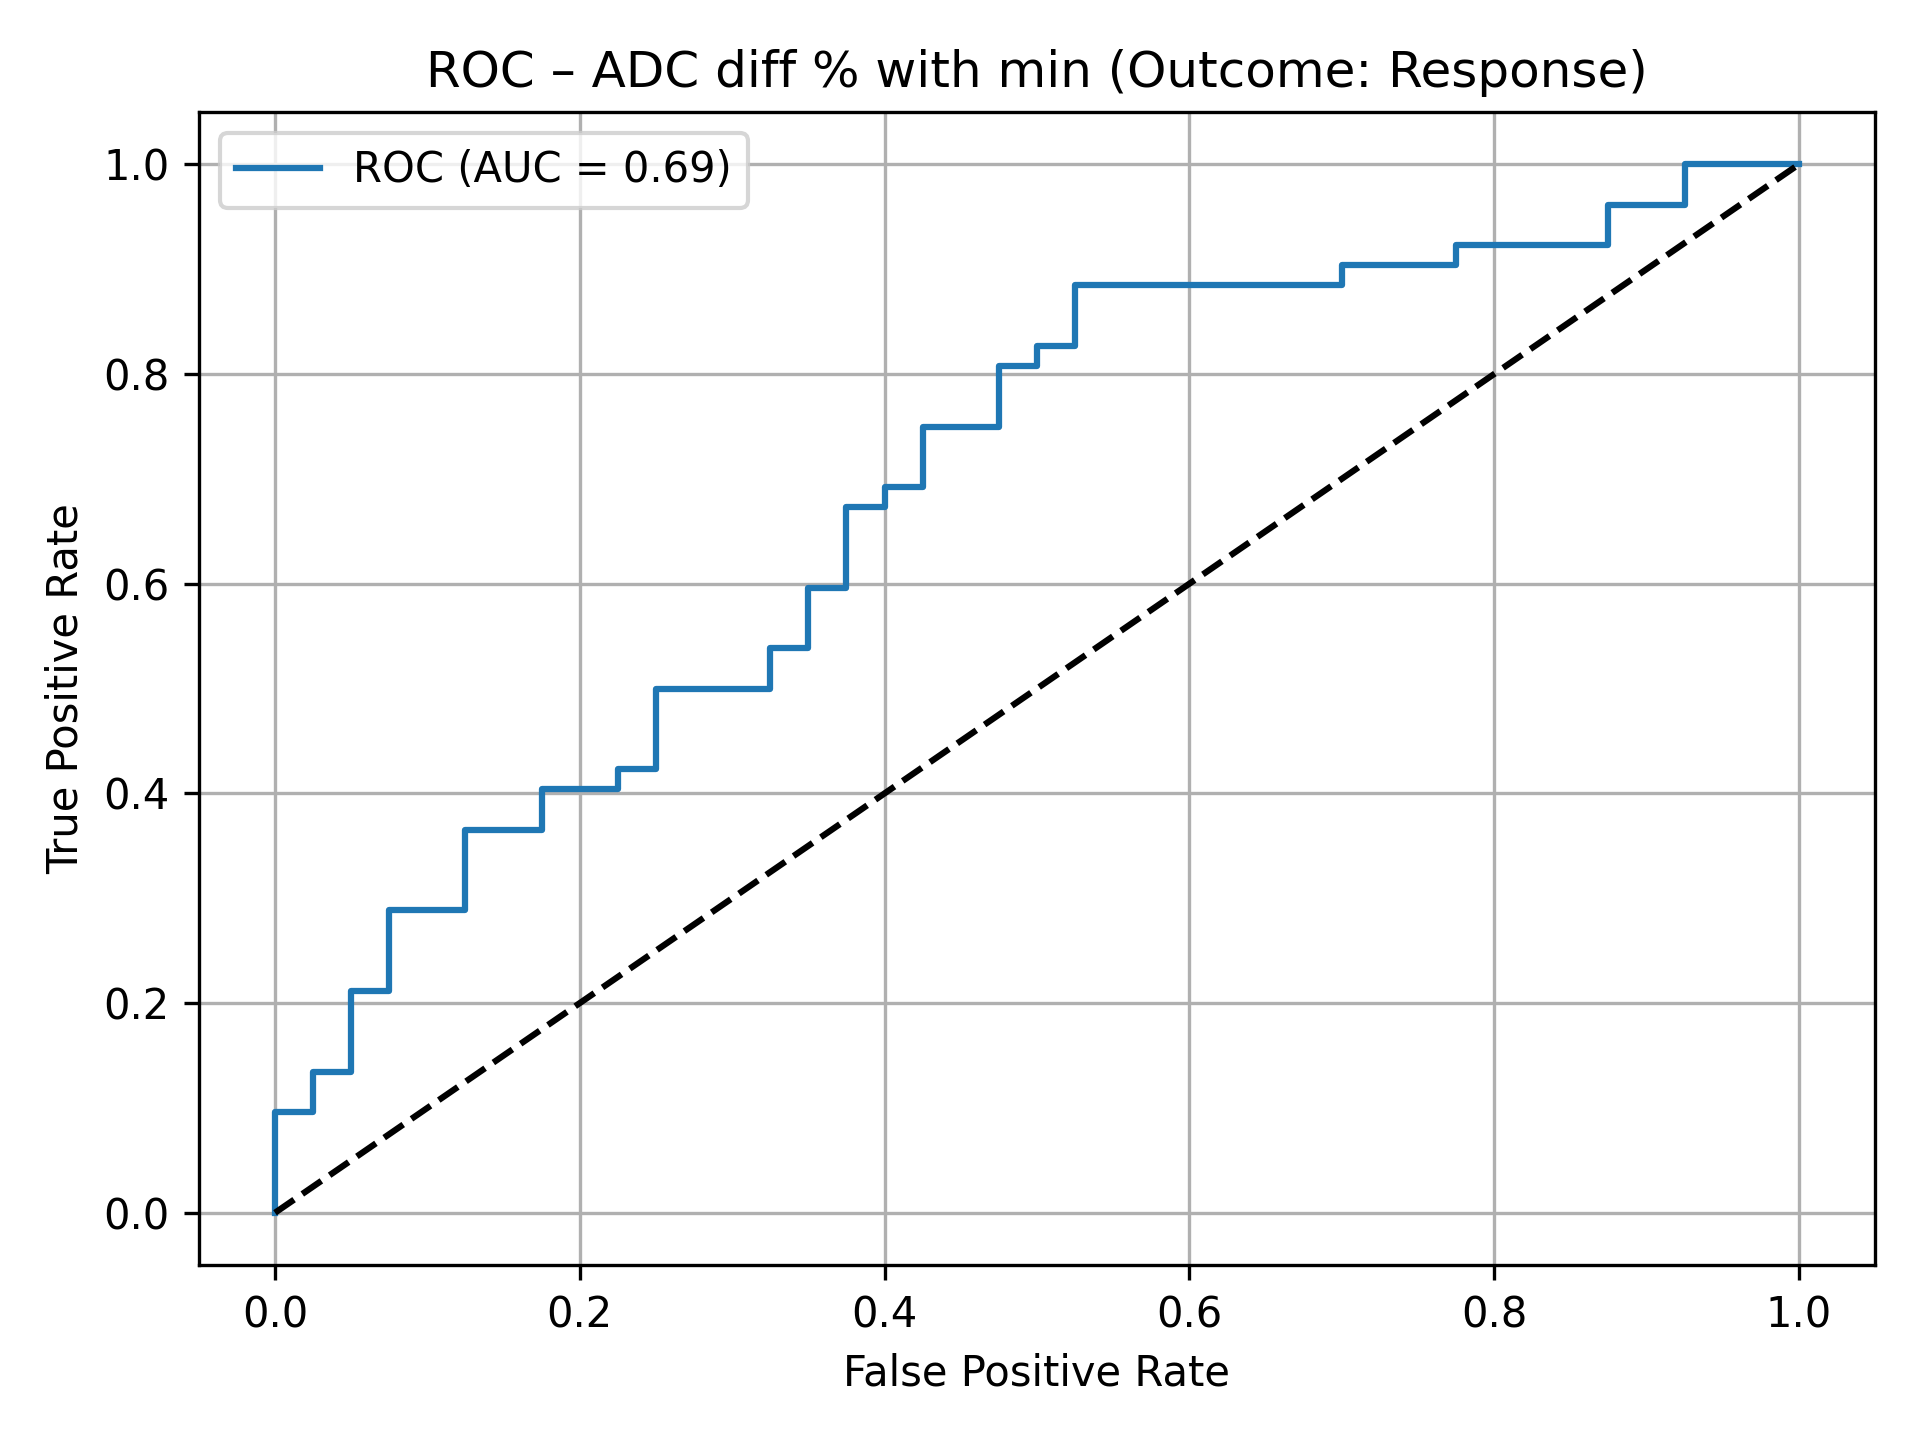 ROC – ADC diff % with min (Outcome: Response)
ROC (AUC = 0.69)
1.0
0.8
0.6
0.4
0.2
0.0
True Positive Rate
0.0 0.2 0.4 0.6 0.8 1.0
False Positive Rate